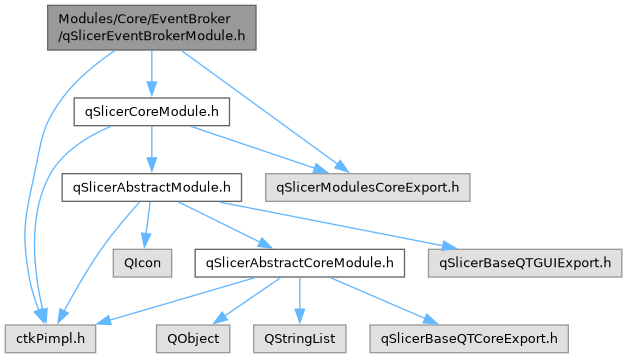 Modules/Core/EventBroker
/qSlicerEventBrokerModule.h
qSlicerCoreModule.h
qSlicerAbstractModule.h
qSlicerModulesCoreExport.h
QIcon
qSlicerAbstractCoreModule.h
qSlicerBaseQTGUIExport.h
ctkPimpl.h
QObject
QStringList
qSlicerBaseQTCoreExport.h